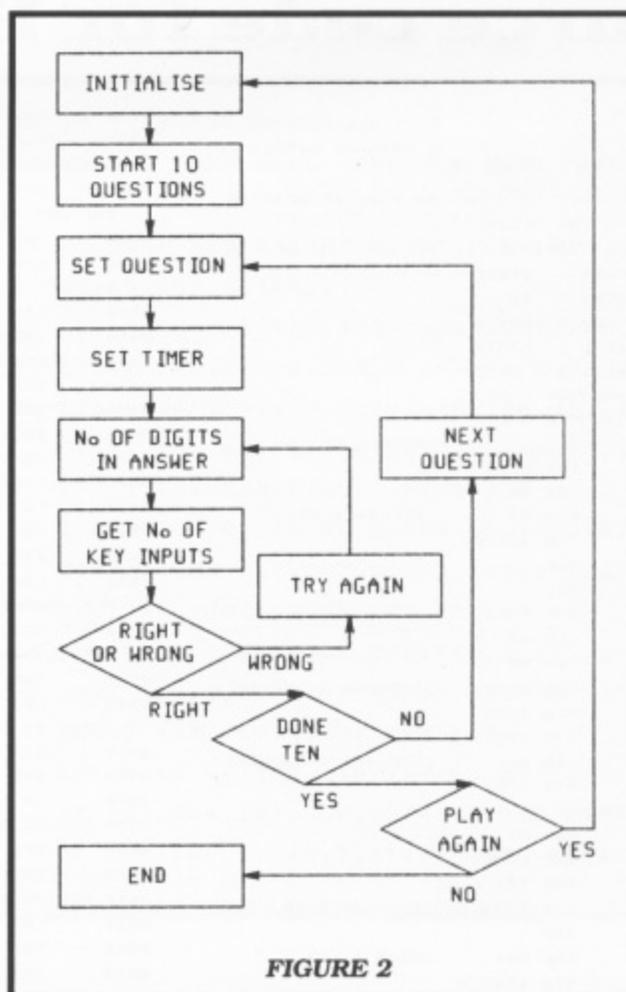 INITIALISE
START 10
QUESTIONS
SET QUESTION
SET TIMER
No OF DIGITS
IN ANSWER
NEXT
QUESTION
GET No OF
KEY INPUTS
TRY AGAIN
RIGHT
OR WRONG
WRONG
RIGHT
DONE
TEN
NO
YES
PLAY
AGAIN
YES
END
NO
FIGURE 2